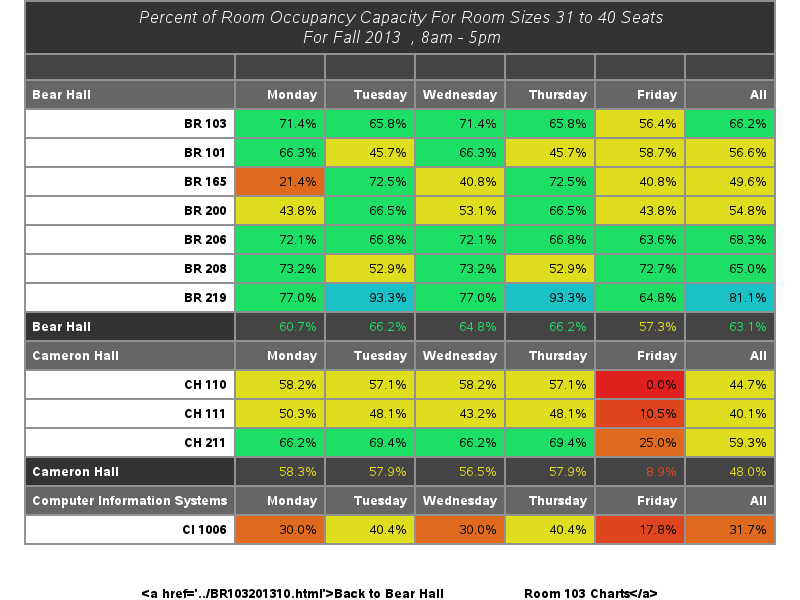 Percent of Room Occupancy Capacity For Room Sizes 31 to 40 Seats
For Fall 2013 , 8am - 5pm
Bear Hall Monday Tuesday Wednesday Thursday Friday All
BR 103 71.4% 65.8% 71.4% 65.8% 56.4% 66.2%
BR 101 66.3% 45.7% 66.3% 45.7% 58.7% 56.6%
BR 165 21.4% 72.5% 40.8% 72.5% 40.8% 49.6%
BR 200 43.8% 66.5% 53.1% 66.5% 43.8% 54.8%
BR 206 72.1% 66.8% 72.1% 66.8% 63.6% 68.3%
BR 208 73.2% 52.9% 73.2% 52.9% 72.7% 65.0%
BR 219 77.0% 93.3% 77.0% 93.3% 64.8% 81.1%
Bear Hall 60.7% 66.2% 64.8% 66.2% 57.3% 63.1%
Cameron Hall Monday Tuesday Wednesday Thursday Friday All
CH 110 58.2% 57.1% 58.2% 57.1% 0.0% 44.7%
CH 111 50.3% 48.1% 43.2% 48.1% 10.5% 40.1%
CH 211 66.2% 69.4% 66.2% 69.4% 25.0% 59.3%
Cameron Hall 58.3% 57.9% 56.5% 57.9% 8.9% 48.0%
Computer Information Systems Monday Tuesday Wednesday Thursday Friday All
CI 1006 30.0% 40.4% 30.0% 40.4% 17.8% 31.7%
<a href='../BR103201310.html'>Back to Bear Hall Room 103 Charts</a>